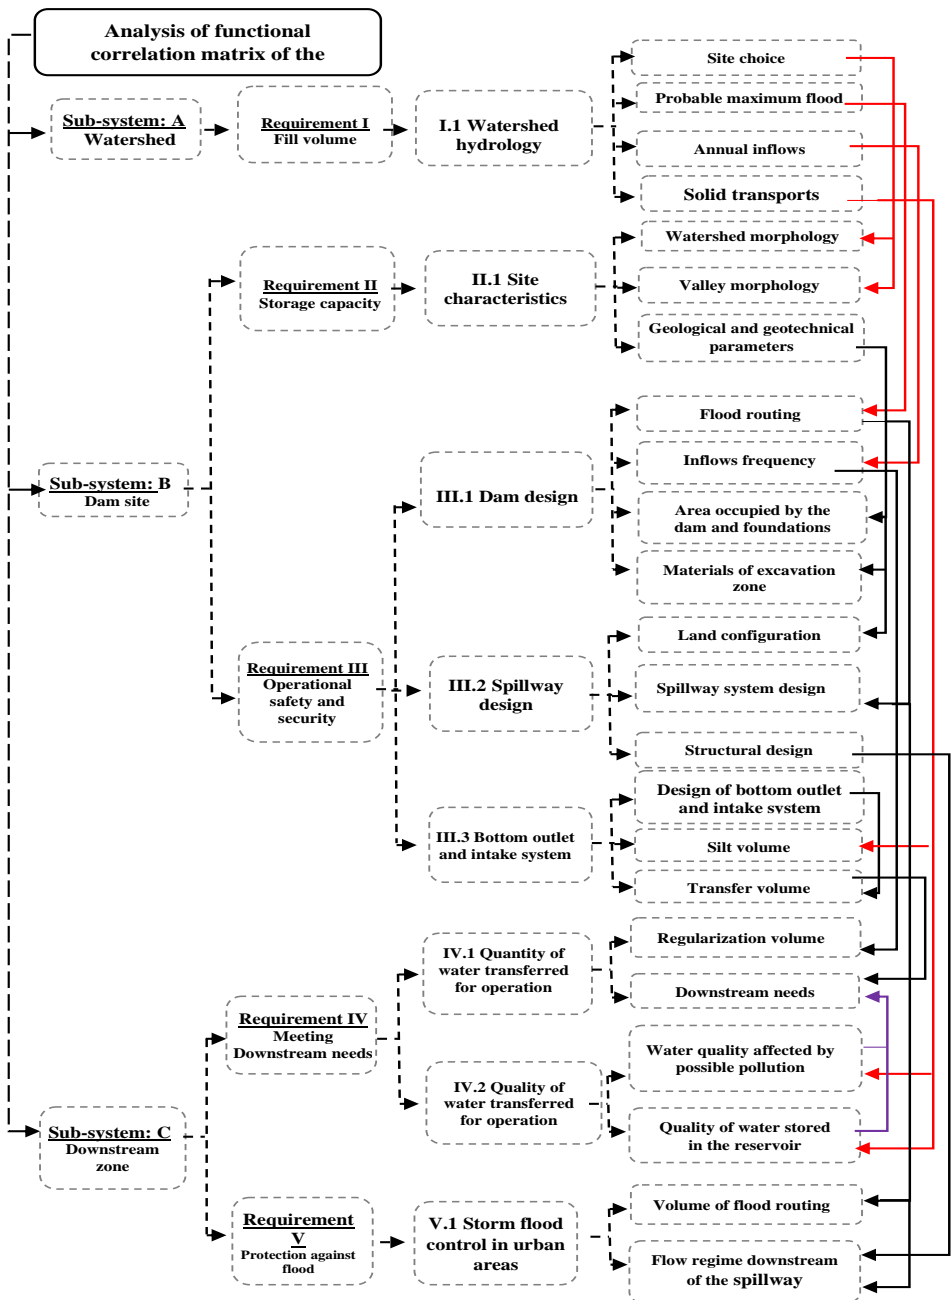 Analysis of functional
correlation matrix of the
Sub-system: A
Watershed
Requirement I
Fill volume
I.1 Watershed
hydrology
Site choice
Probable maximum flood
Annual inflows
Solid transports
Sub-system: B
Dam site
Requirement II
Storage capacity
II.1 Site
characteristics
Watershed morphology
Valley morphology
Geological and geotechnical
parameters
Requirement III
Operational
safety and
security
III.1 Dam design
Flood routing
Inflows frequency
Area occupied by the
dam and foundations
Materials of excavation
zone
III.2 Spillway
design
Land configuration
Spillway system design
Structural design
III.3 Bottom outlet
and intake system
Design of bottom outlet
and intake system
Silt volume
Transfer volume
Sub-system: C
Downstream
zone
Requirement IV
Meeting
Downstream needs
IV.1 Quantity of
water transferred
for operation
Regularization volume
Downstream needs
IV.2 Quality of
water transferred
for operation
Water quality affected by
possible pollution
Quality of water stored
in the reservoir
Requirement
V
Protection against
flood
V.1 Storm flood
control in urban
areas
Volume of flood routing
Flow regime downstream
of the spillway